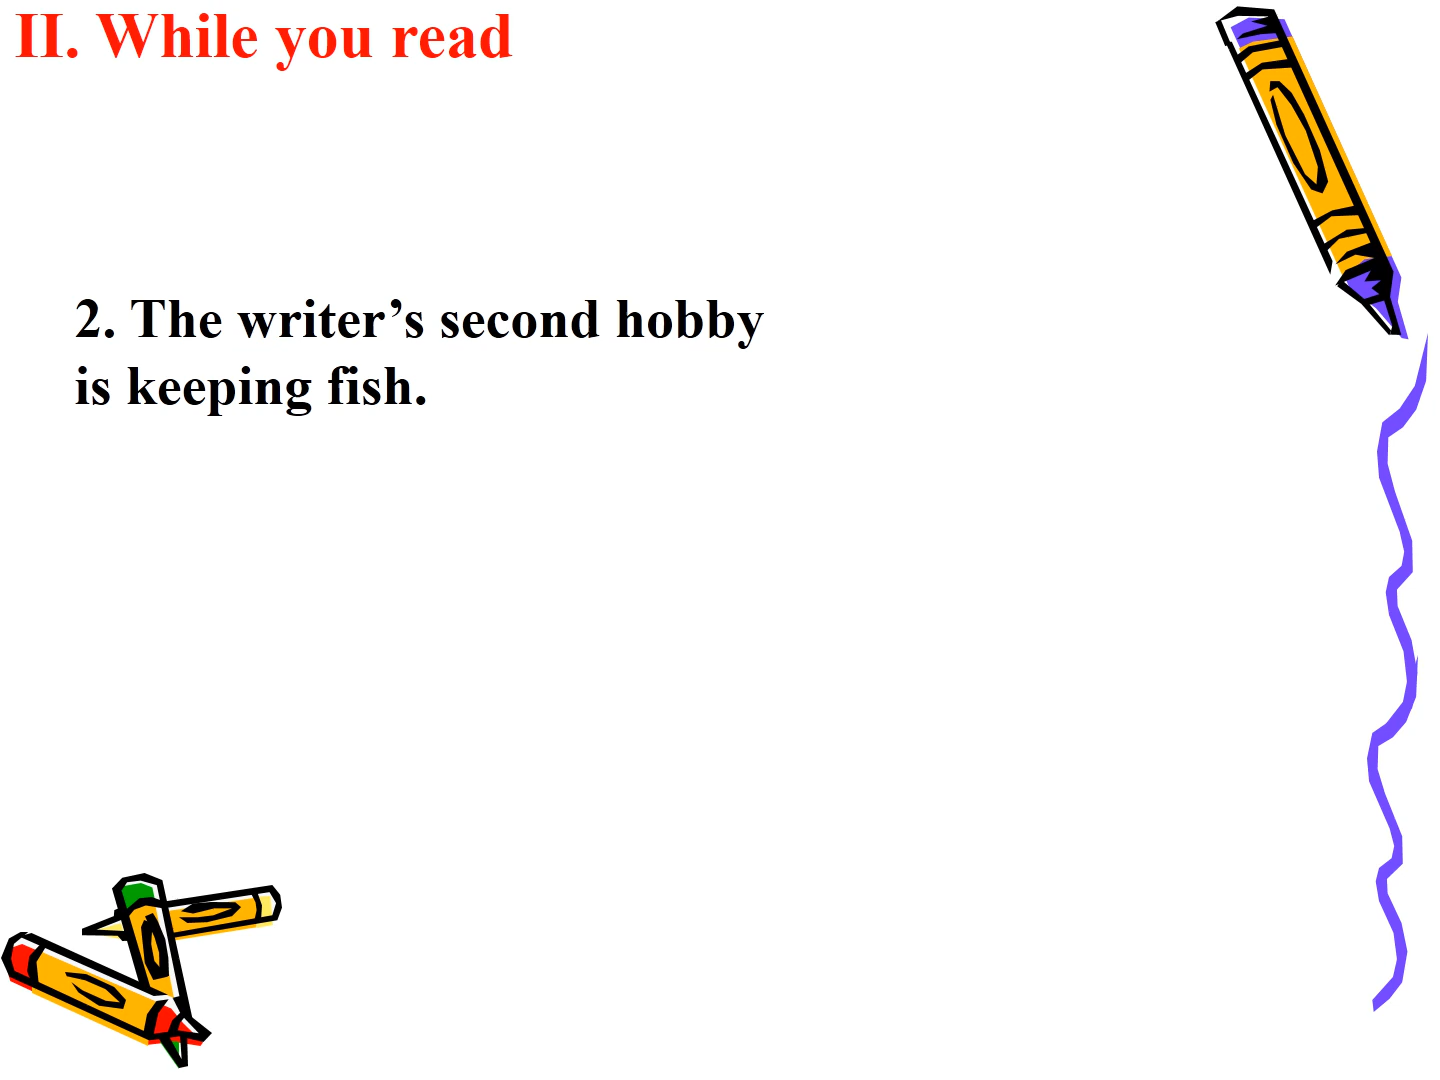 II. While you read
2. The writer’s second hobby
is keeping fish.